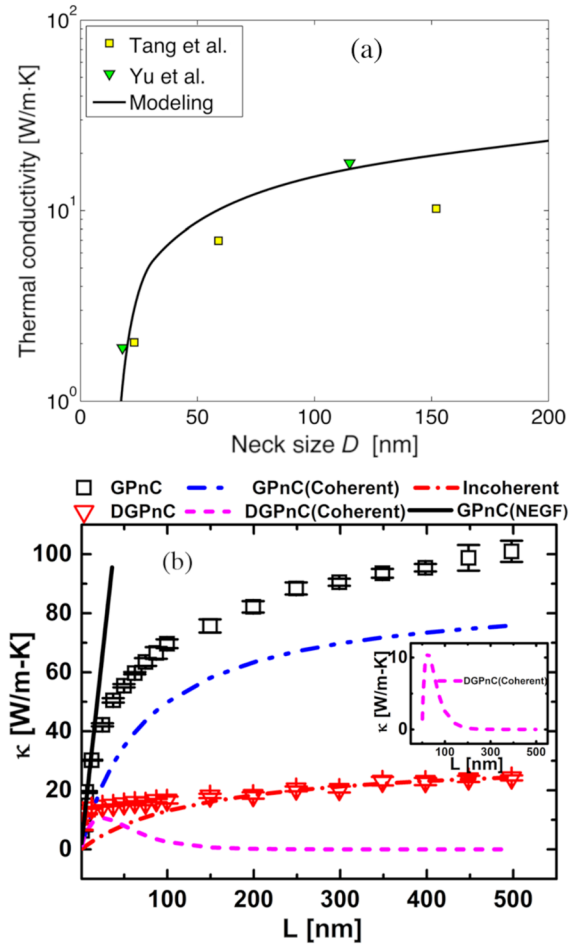 (a)
Tang et al.
Yu et al.
Modeling
Thermal conductivity [W/m·K]
10²
10¹
10⁰
0 50 100 150 200
Neck size D [nm]
GPnC GPnC(Coherent) Incoherent
DGPnC DGPnC(Coherent) GPnC(NEGF)
(b)
κ [W/m-K]
100
80
60
40
20
0
100 200 300 400 500
L [nm]
κ [W/m-K]
10
0
DGPnC(Coherent)
100 300 500
L [nm]